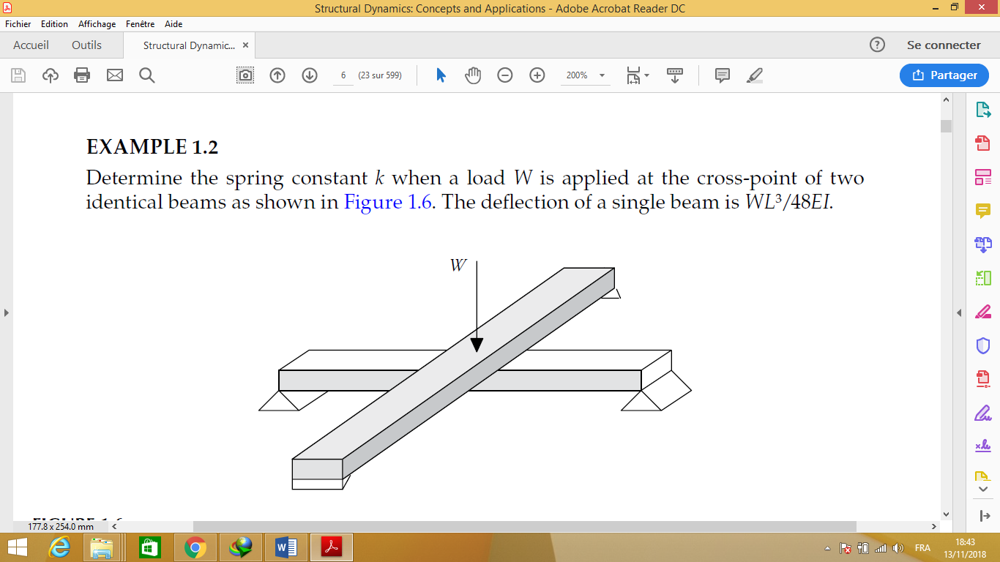 Structural Dynamics: Concepts and Applications - Adobe Acrobat Reader DC
Fichier Edition Affichage Fenêtre Aide
Accueil Outils Structural Dynamic... ×
Se connecter
6 (23 sur 599) 200% Partager
EXAMPLE 1.2
Determine the spring constant k when a load W is applied at the cross-point of two
identical beams as shown in Figure 1.6. The deflection of a single beam is WL³/48EI.
W
177.8 x 254.0 mm
FRA
18:43
13/11/2018